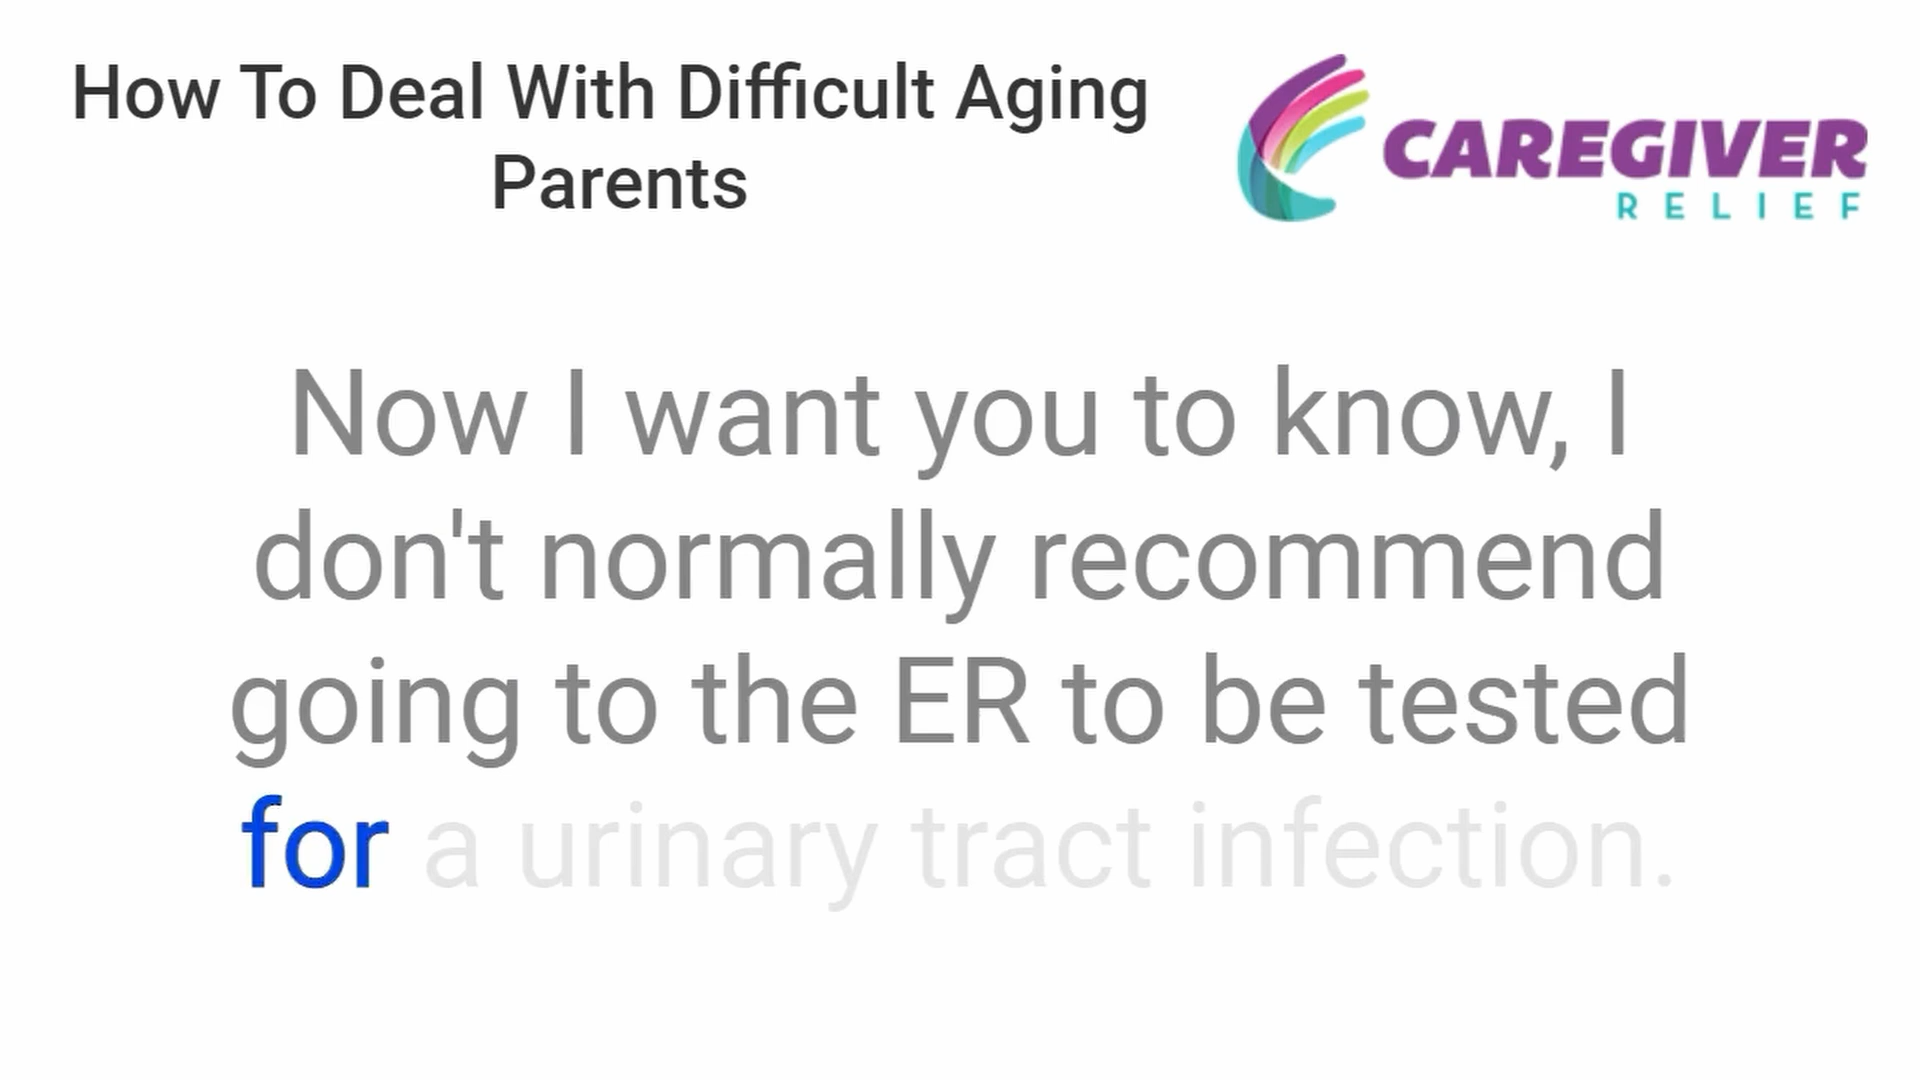 How To Deal With Difficult Aging
Parents
CAREGIVER
RELIEF
Now I want you to know, I
don't normally recommend
going to the ER to be tested
for a urinary tract infection.